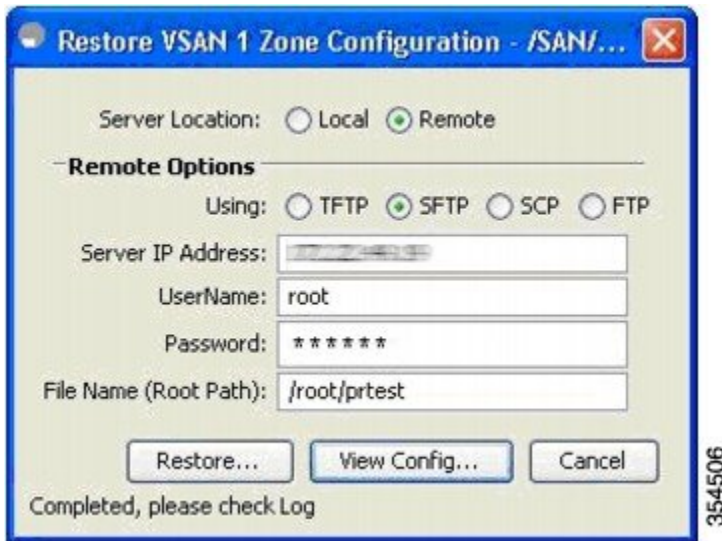 Restore VSAN 1 Zone Configuration - /SAN/...
Server Location: Local Remote
Remote Options
Using: TFTP SFTP SCP FTP
Server IP Address:
UserName: root
Password: ******
File Name (Root Path): /root/prtest
Restore... View Config... Cancel
Completed, please check Log
354506